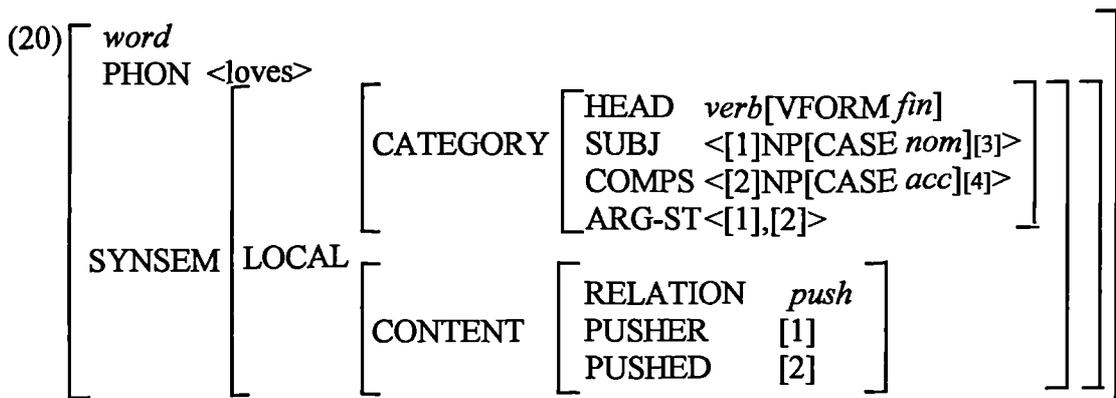 (20) word
PHON <loves>
HEAD verb[VFORM fin]
CATEGORY SUBJ <[1]NP[CASE nom][3]>
COMPS <[2]NP[CASE acc][4]>
ARG-ST<[1],[2]>
SYNSEM LOCAL
RELATION push
CONTENT PUSHER [1]
PUSHED [2]